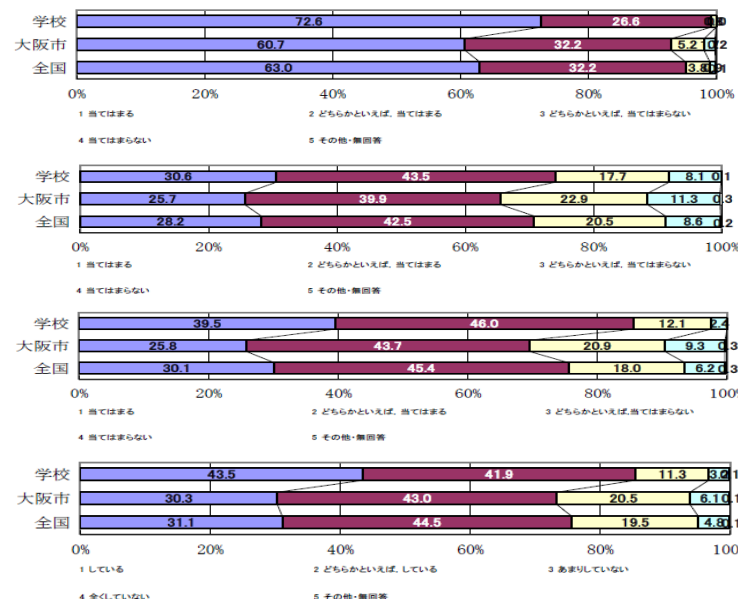 学校 72.6 26.6
大阪市 60.7 32.2 5.2
全国 63.0 32.2 3.8
0% 20% 40% 60% 80% 100%
1 当てはまる 2 どちらかといえば, 当てはまる 3 どちらかといえば, 当てはまらない
4 当てはまらない 5 その他・無回答
学校 30.6 43.5 17.7 8.1
大阪市 25.7 39.9 22.9 11.3 0.3
全国 28.2 42.5 20.5 8.6 0.2
0% 20% 40% 60% 80% 100%
1 当てはまる 2 どちらかといえば, 当てはまる 3 どちらかといえば, 当てはまらない
4 当てはまらない 5 その他・無回答
学校 39.5 46.0 12.1 2.4
大阪市 25.8 43.7 20.9 9.3 0.3
全国 30.1 45.4 18.0 6.2 0.3
0% 20% 40% 60% 80% 100%
1 当てはまる 2 どちらかといえば, 当てはまる 3 どちらかといえば,当てはまらない
4 当てはまらない 5 その他・無回答
学校 43.5 41.9 11.3
大阪市 30.3 43.0 20.5 6.1 0.1
全国 31.1 44.5 19.5 4.8 0.1
0% 20% 40% 60% 80% 100%
1 している 2 どちらかといえば, している 3 あまりしていない
4 全くしていない 5 その他・無回答